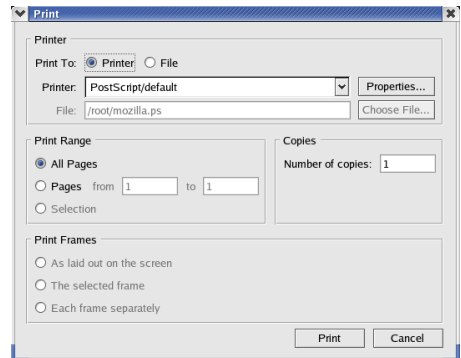 Print
Printer
Print To: Printer File
Printer: PostScript/default Properties...
File: /root/mozilla.ps Choose File...
Print Range
All Pages
Pages from 1 to 1
Selection
Copies
Number of copies: 1
Print Frames
As laid out on the screen
The selected frame
Each frame separately
Print Cancel